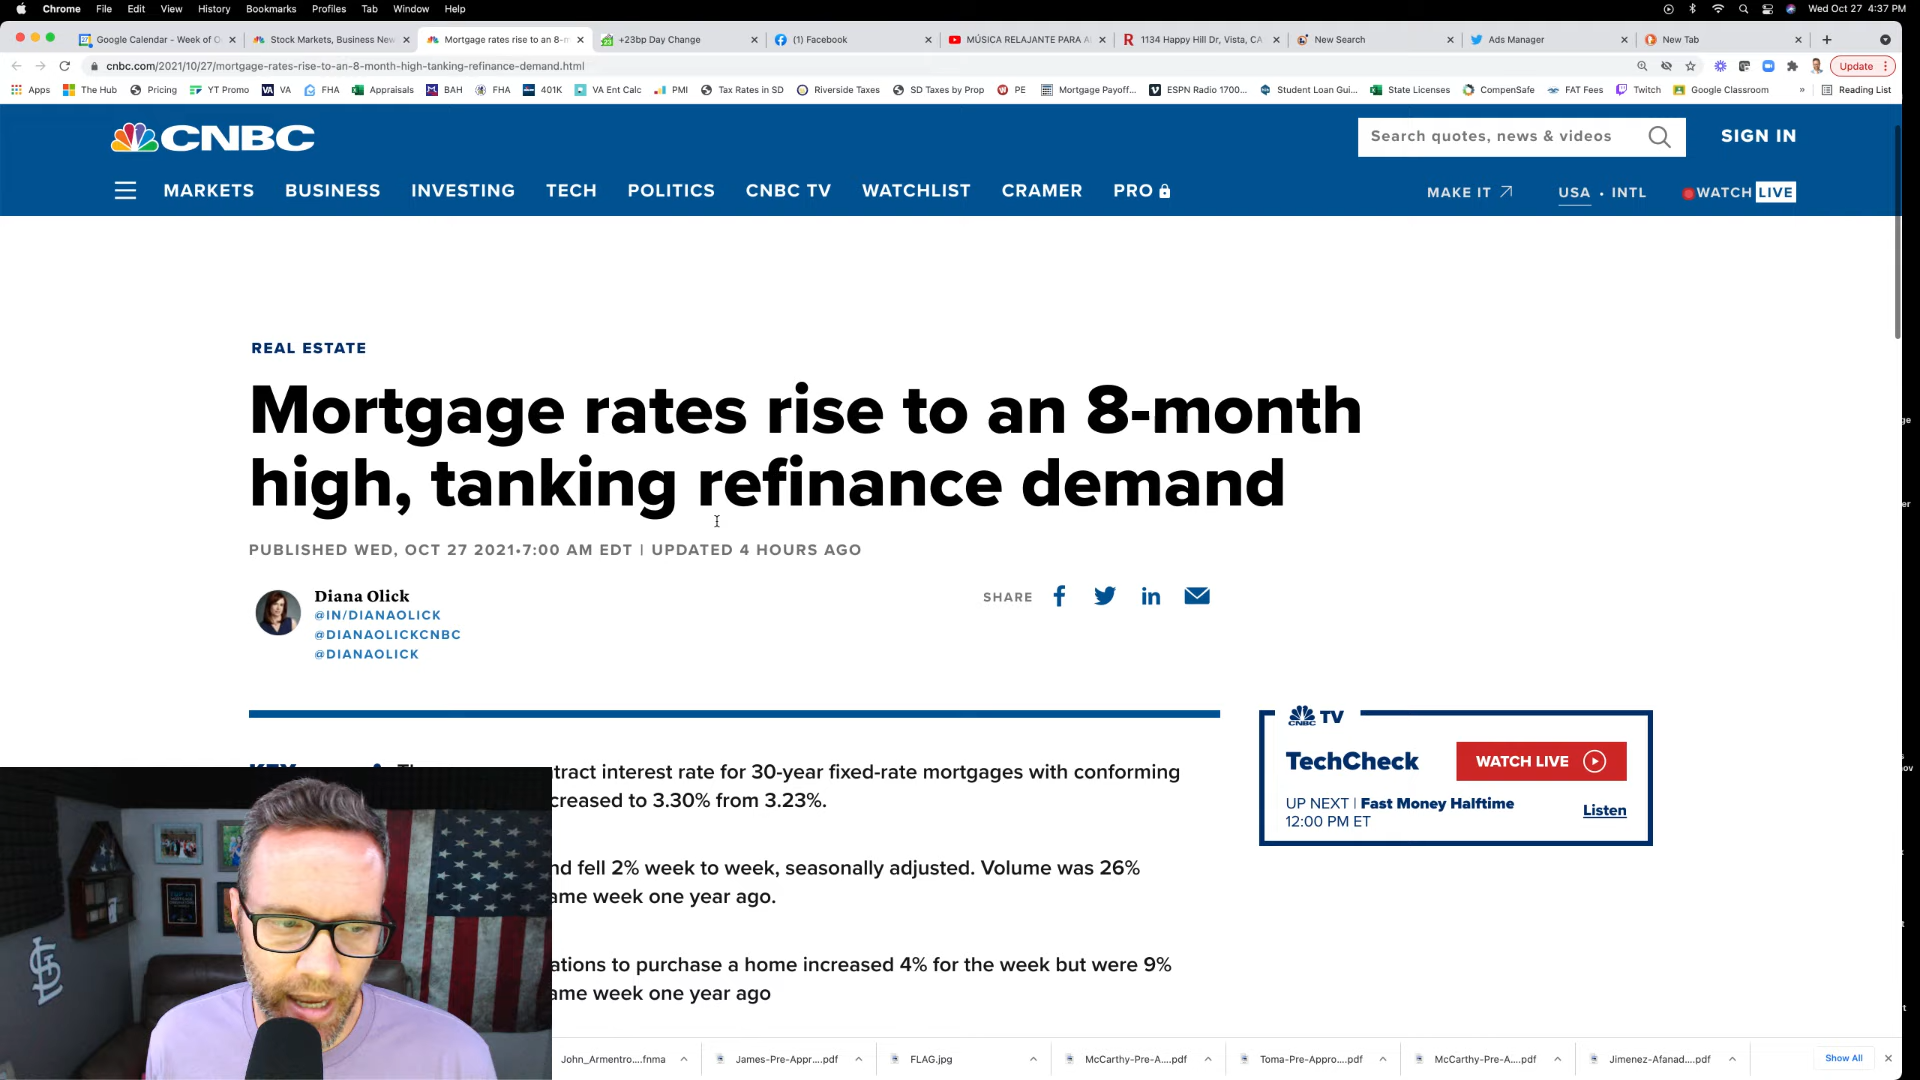 Chrome File Edit View History Bookmarks Profiles Tab Window Help Wed Oct 27 4:37 PM
Google Calendar - Week of O Stock Markets, Business New Mortgage rates rise to an 8-m +23bp Day Change (1) Facebook MÚSICA RELAJANTE PARA A 1134 Happy Hill Dr, Vista, CA New Search Ads Manager New Tab
cnbc.com/2021/10/27/mortgage-rates-rise-to-an-8-month-high-tanking-refinance-demand.html Update
Apps The Hub Pricing YT Promo VA FHA Appraisals BAH FHA 401K VA Ent Calc PMI Tax Rates in SD Riverside Taxes SD Taxes by Prop PE Mortgage Payoff... ESPN Radio 1700... Student Loan Gui... State Licenses CompenSafe FAT Fees Twitch Google Classroom » Reading List
CNBC Search quotes, news & videos SIGN IN
MARKETS BUSINESS INVESTING TECH POLITICS CNBC TV WATCHLIST CRAMER PRO MAKE IT USA • INTL WATCH LIVE
REAL ESTATE
Mortgage rates rise to an 8-month
high, tanking refinance demand
PUBLISHED WED, OCT 27 2021•7:00 AM EDT | UPDATED 4 HOURS AGO
Diana Olick SHARE
@IN/DIANAOLICK
@DIANAOLICKCNBC
@DIANAOLICK
CNBC TV
TechCheck WATCH LIVE
UP NEXT | Fast Money Halftime Listen
12:00 PM ET
tract interest rate for 30-year fixed-rate mortgages with conforming
creased to 3.30% from 3.23%.
nd fell 2% week to week, seasonally adjusted. Volume was 26%
ame week one year ago.
ations to purchase a home increased 4% for the week but were 9%
ame week one year ago
John_Armentro....fnma James-Pre-Appr....pdf FLAG.jpg McCarthy-Pre-A....pdf Toma-Pre-Appro....pdf McCarthy-Pre-A....pdf Jimenez-Afanad....pdf Show All